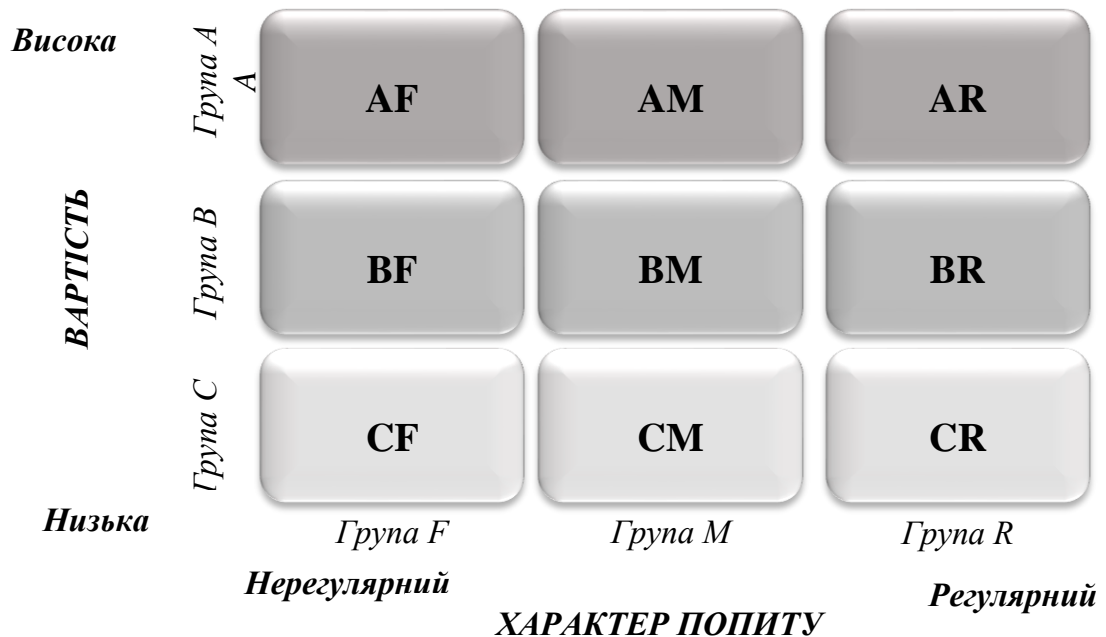 Висока
Група А
А
AF
AM
AR
ВАРТІСТЬ
Група В
BF
BM
BR
Група С
CF
CM
CR
Низька
Група F
Група M
Група R
Нерегулярний
Регулярний
ХАРАКТЕР ПОПИТУ